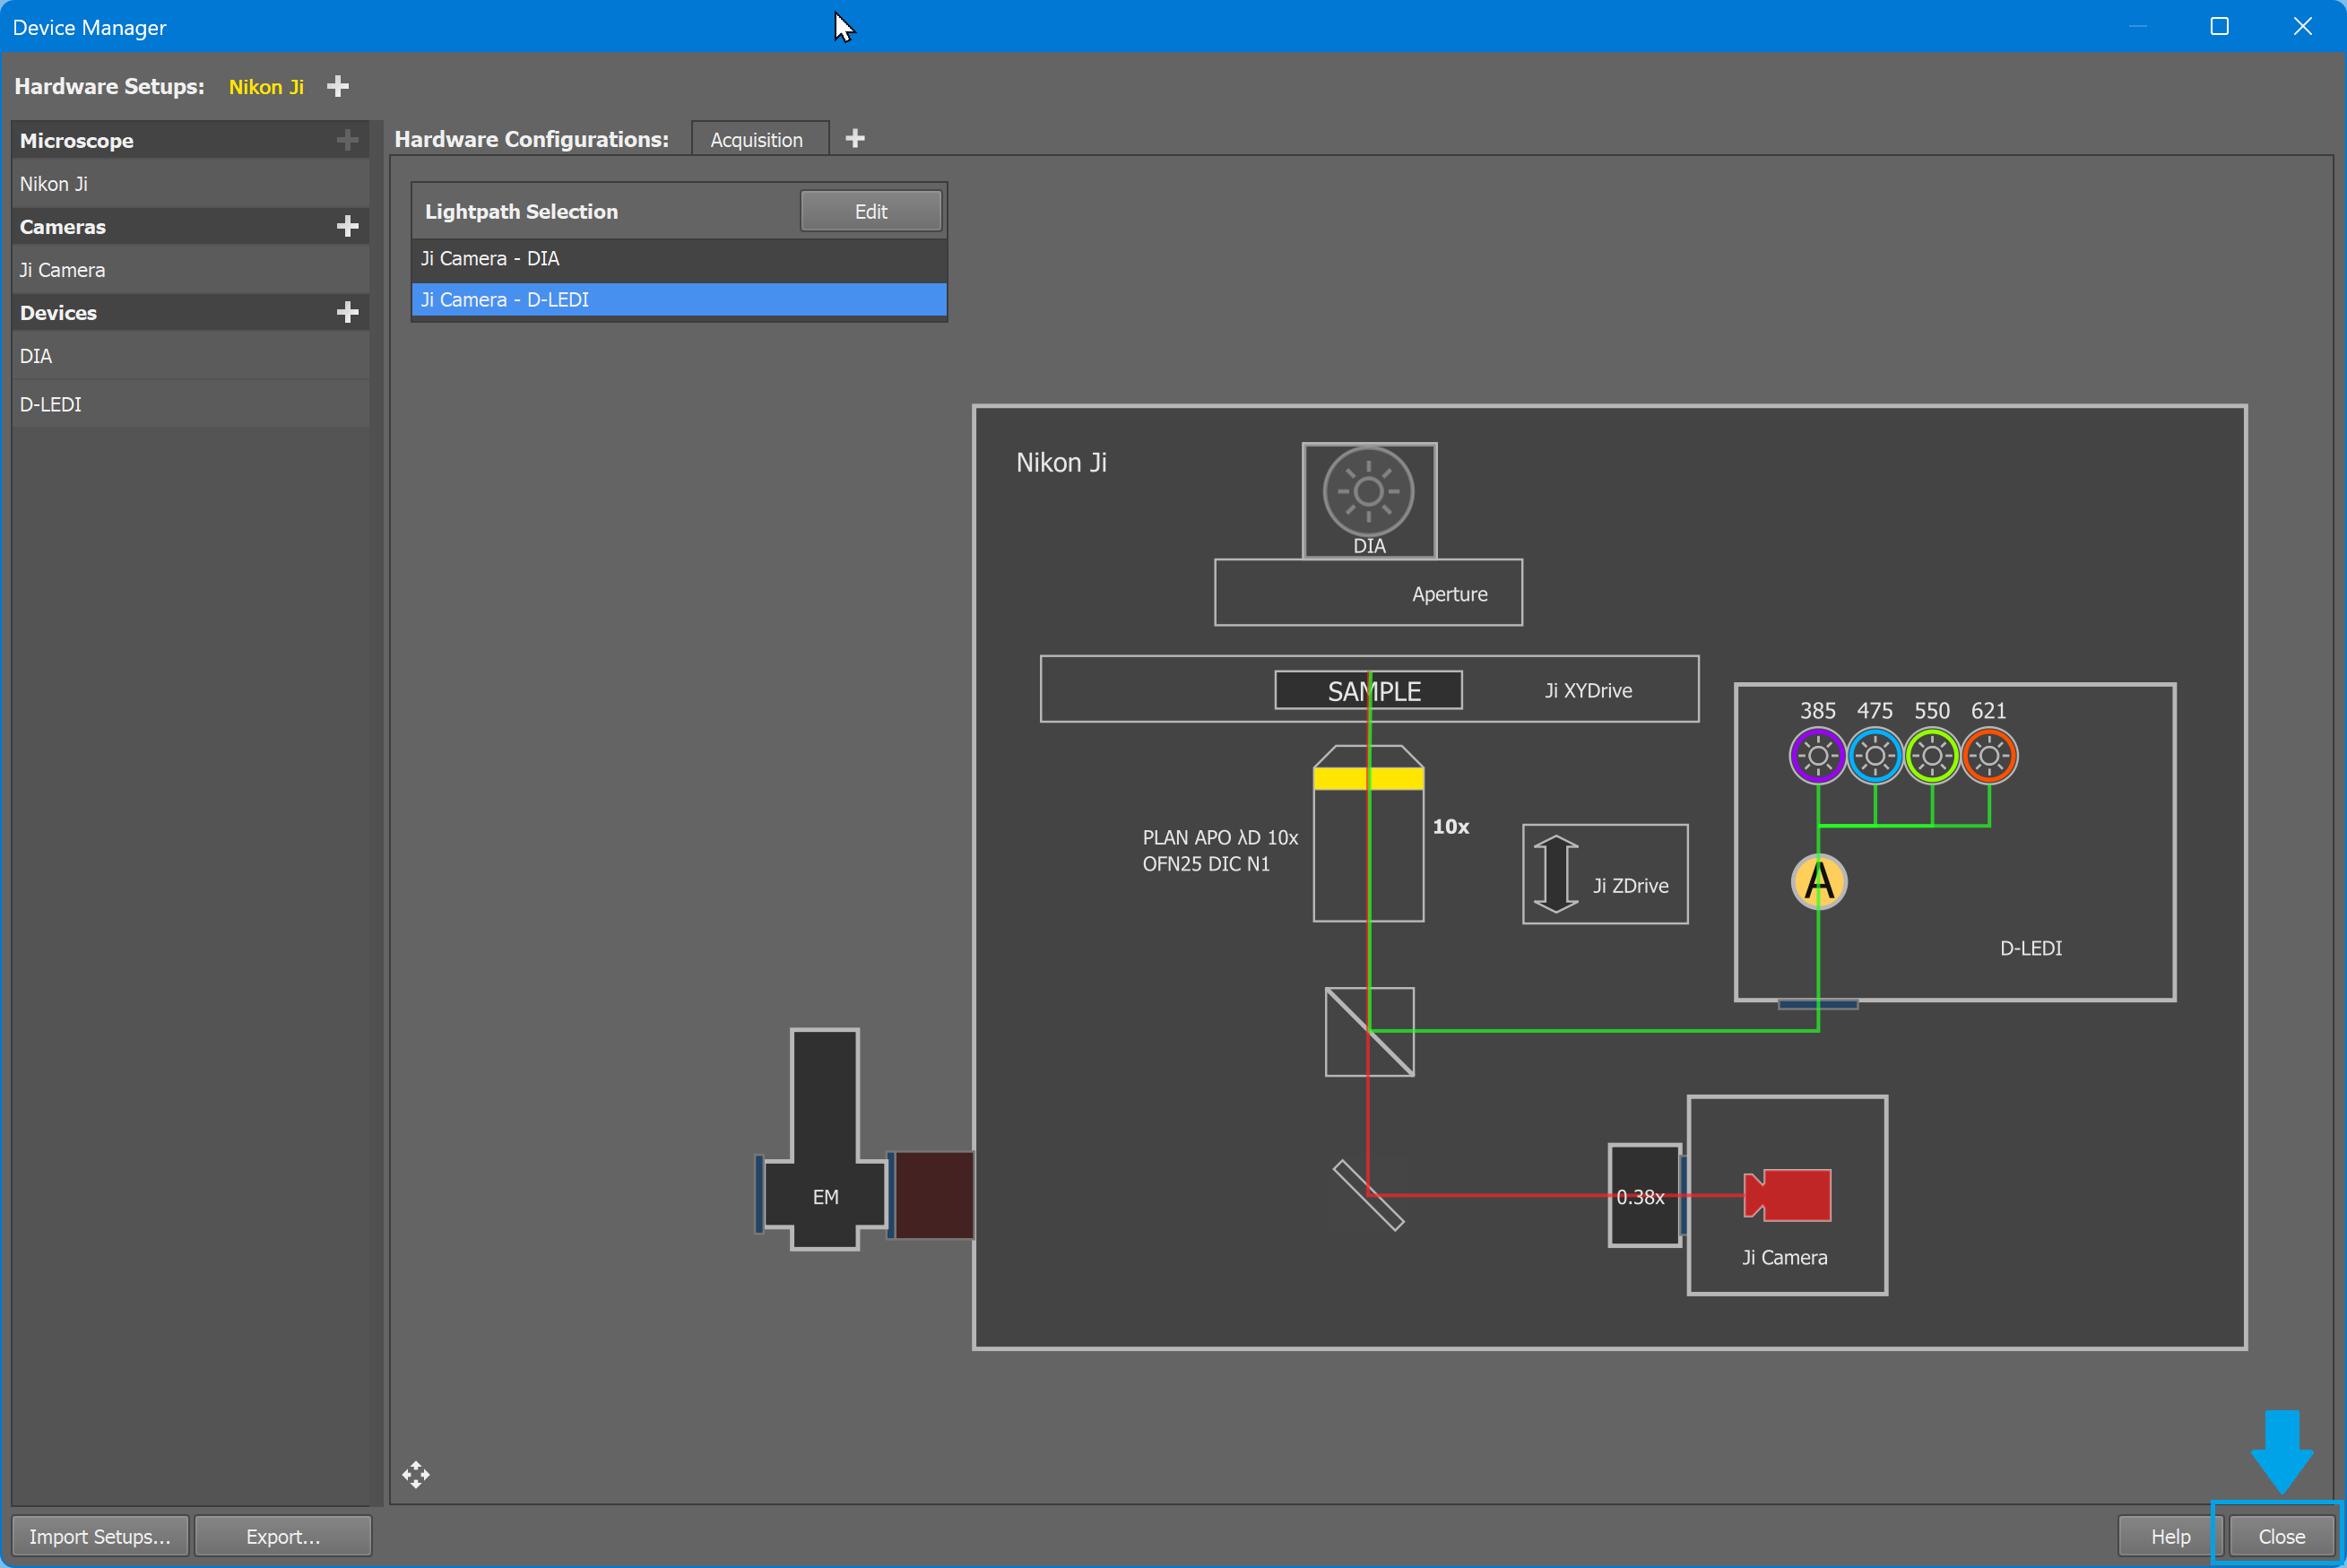 Device Manager
Hardware Setups: Nikon Ji
Microscope
Nikon Ji
Cameras
Ji Camera
Devices
DIA
D-LEDI
Hardware Configurations: Acquisition
Lightpath Selection Edit
Ji Camera - DIA
Ji Camera - D-LEDI
Nikon Ji
DIA
Aperture
SAMPLE Ji XYDrive
385 475 550 621
10x
PLAN APO λD 10x
OFN25 DIC N1
Ji ZDrive
A
D-LEDI
EM
0.38x
Ji Camera
Import Setups... Export... Help Close